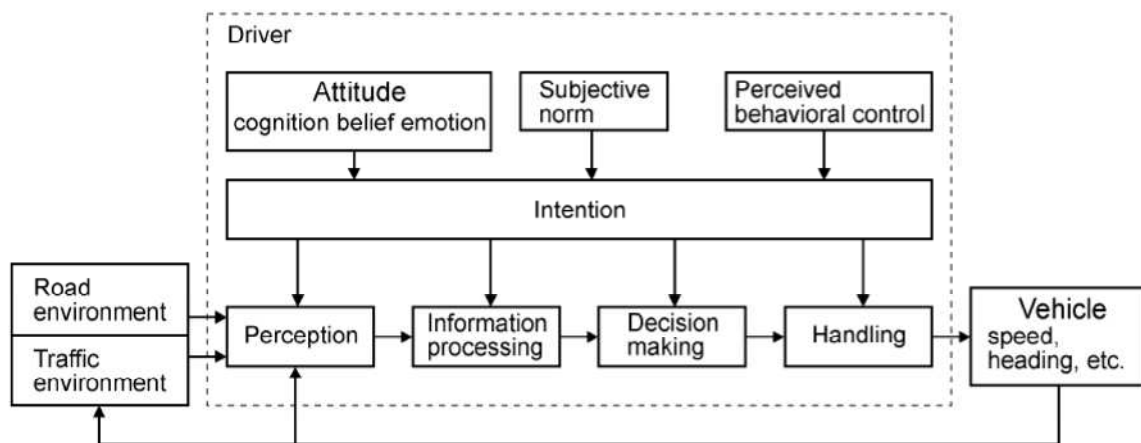 Driver
Attitude
cognition belief emotion
Subjective
norm
Perceived
behavioral control
Intention
Road
environment
Traffic
environment
Perception
Information
processing
Decision
making
Handling
Vehicle
speed,
heading, etc.